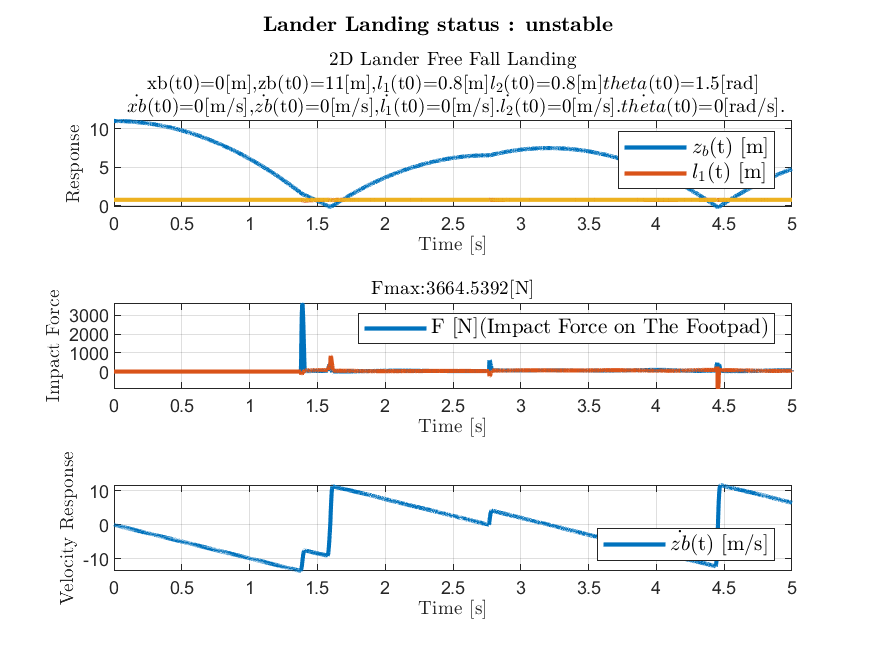 Lander Landing status : unstable
2D Lander Free Fall Landing
xb(t0)=0[m],zb(t0)=11[m],l₁(t0)=0.8[m]l₂(t0)=0.8[m]theta(t0)=1.5[rad]
ẋb(t0)=0[m/s],żb(t0)=0[m/s],l̇₁(t0)=0[m/s].l̇₂(t0)=0[m/s].thėta(t0)=0[rad/s].
Response
10
5
0
z_b(t) [m]
l₁(t) [m]
0 0.5 1 1.5 2 2.5 3 3.5 4 4.5 5
Time [s]
Fmax:3664.5392[N]
Impact Force
3000
2000
1000
0
F [N](Impact Force on The Footpad)
0 0.5 1 1.5 2 2.5 3 3.5 4 4.5 5
Time [s]
Velocity Response
10
0
-10
żb(t) [m/s]
0 0.5 1 1.5 2 2.5 3 3.5 4 4.5 5
Time [s]